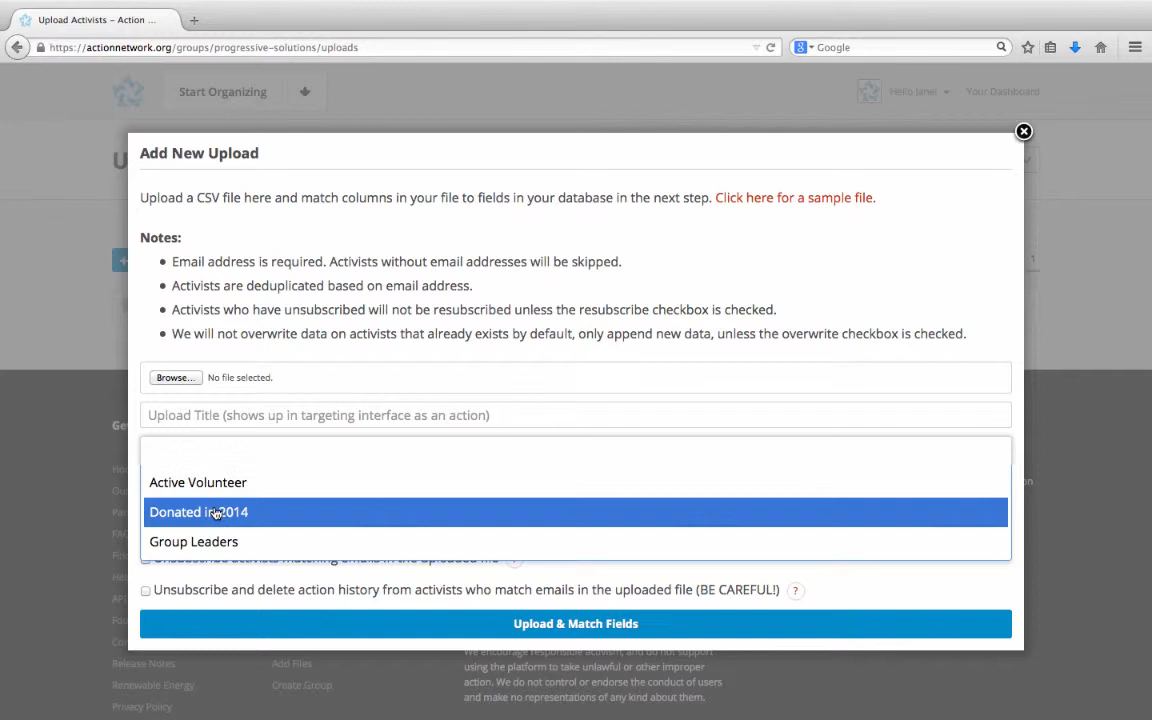 Upload Activists – Action ...
https://actionnetwork.org/groups/progressive-solutions/uploads
Google
Start Organizing
Hello Janel
Your Dashboard
Add New Upload
Upload a CSV file here and match columns in your file to fields in your database in the next step. Click here for a sample file.
Notes:
Email address is required. Activists without email addresses will be skipped.
Activists are deduplicated based on email address.
Activists who have unsubscribed will not be resubscribed unless the resubscribe checkbox is checked.
We will not overwrite data on activists that already exists by default, only append new data, unless the overwrite checkbox is checked.
Browse... No file selected.
Upload Title (shows up in targeting interface as an action)
Active Volunteer
Donated in 2014
Group Leaders
Unsubscribe activists matching emails in the uploaded file ?
Unsubscribe and delete action history from activists who match emails in the uploaded file (BE CAREFUL!) ?
Upload & Match Fields
We encourage responsible activism, and do not support
using the platform to take unlawful or other improper
action. We do not control or endorse the conduct of users
and make no representations of any kind about them.
Release Notes
Renewable Energy
Privacy Policy
Add Files
Create Group